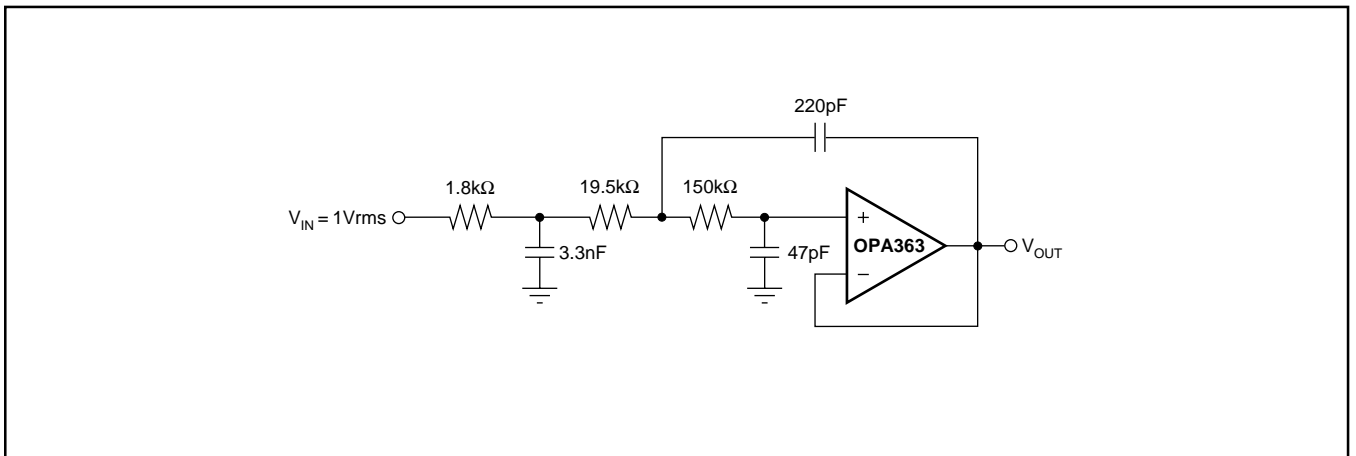 220pF
1.8kΩ
19.5kΩ
150kΩ
V_IN = 1Vrms
3.3nF
47pF
+
OPA363
−
V_OUT